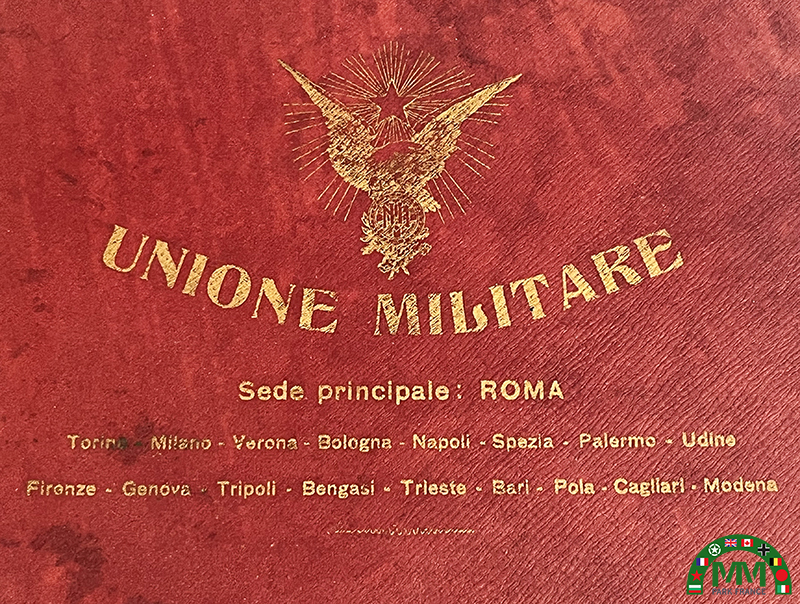 UNIONE MILITARE
Sede principale: ROMA
Torino - Milano - Verona - Bologna - Napoli - Spezia - Palermo - Udine
Firenze - Genova - Tripoli - Bengasi - Trieste - Bari - Pola - Cagliari - Modena
MM